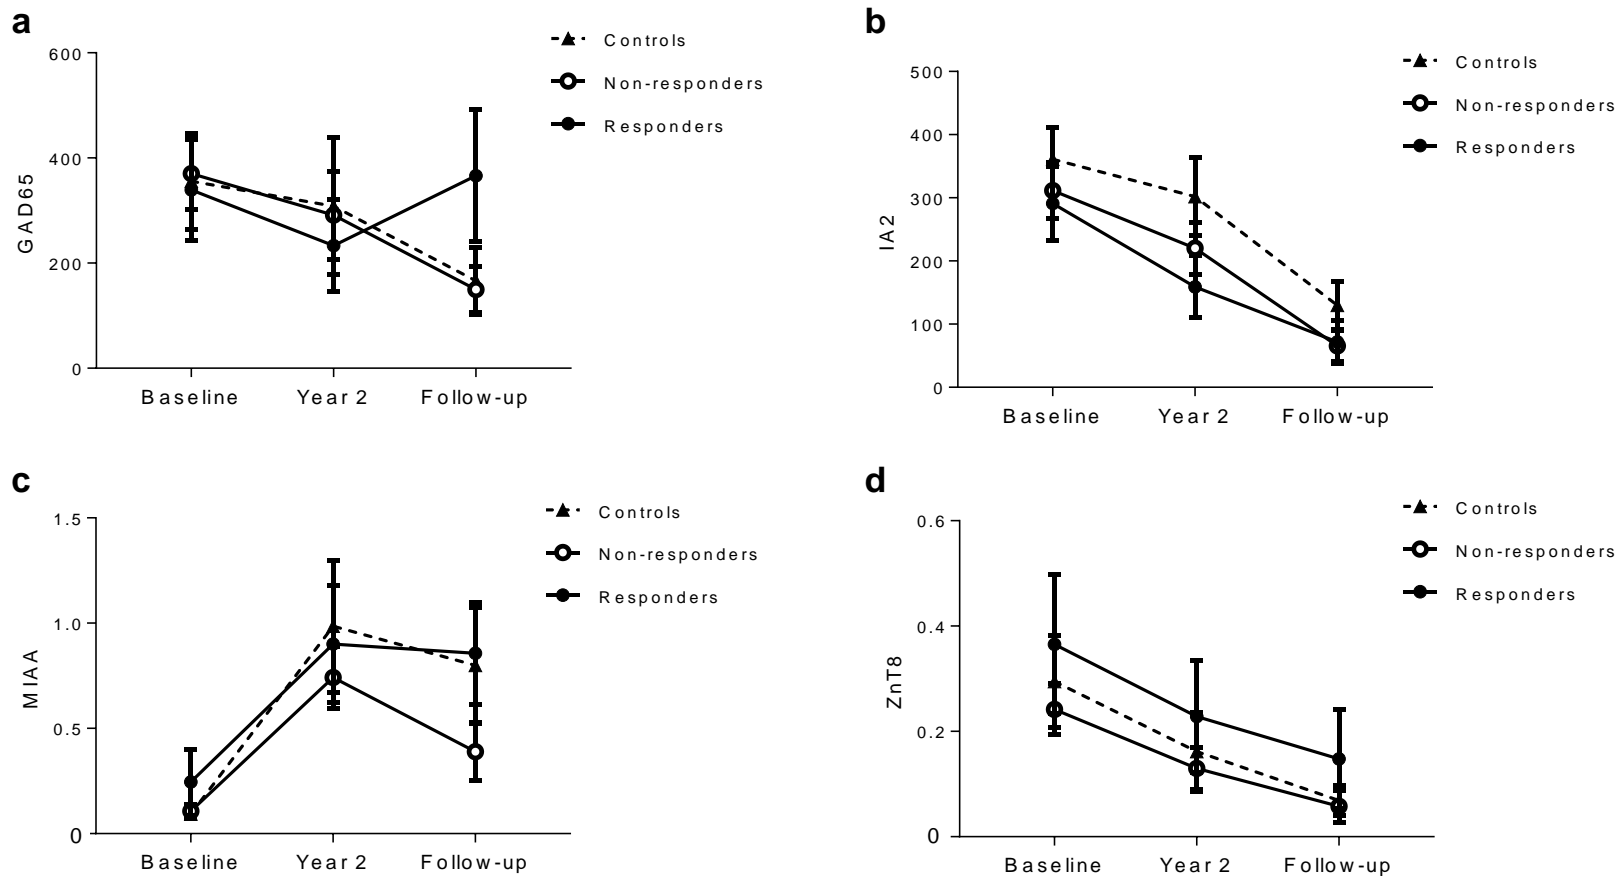 a
GAD65
600
400
200
0
Baseline
Year 2
Follow-up
Controls
Non-responders
Responders
b
IA2
500
400
300
200
100
0
Baseline
Year 2
Follow-up
Controls
Non-responders
Responders
c
MIAA
1.5
1.0
0.5
0
Baseline
Year 2
Follow-up
Controls
Non-responders
Responders
d
ZnT8
0.6
0.4
0.2
0
Baseline
Year 2
Follow-up
Controls
Non-responders
Responders